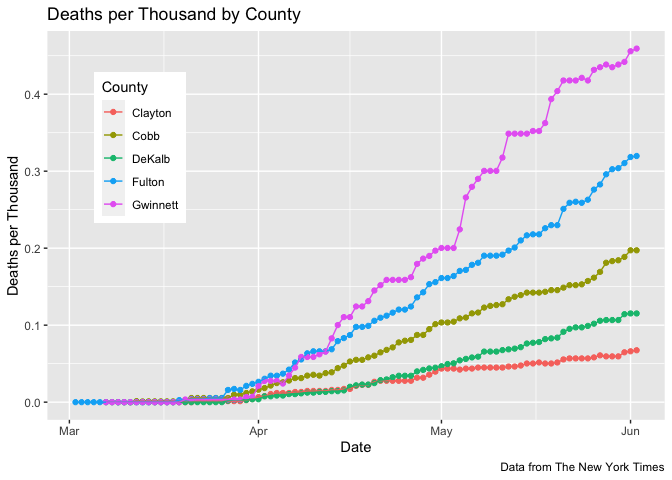 Deaths per Thousand by County
Deaths per Thousand
0.4
0.3
0.2
0.1
0.0
County
Clayton
Cobb
DeKalb
Fulton
Gwinnett
Mar
Apr
May
Jun
Date
Data from The New York Times